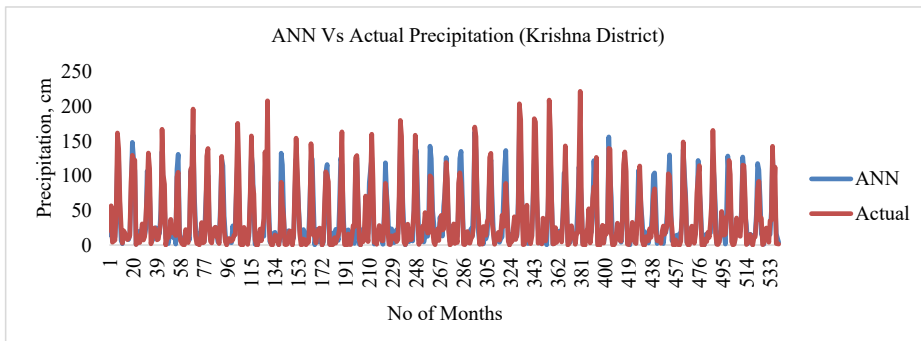 ANN Vs Actual Precipitation (Krishna District)
Precipitation, cm
250
200
150
100
50
0
1 20 39 58 77 96 115 134 153 172 191 210 229 248 267 286 305 324 343 362 381 400 419 438 457 476 495 514 533
No of Months
ANN
Actual